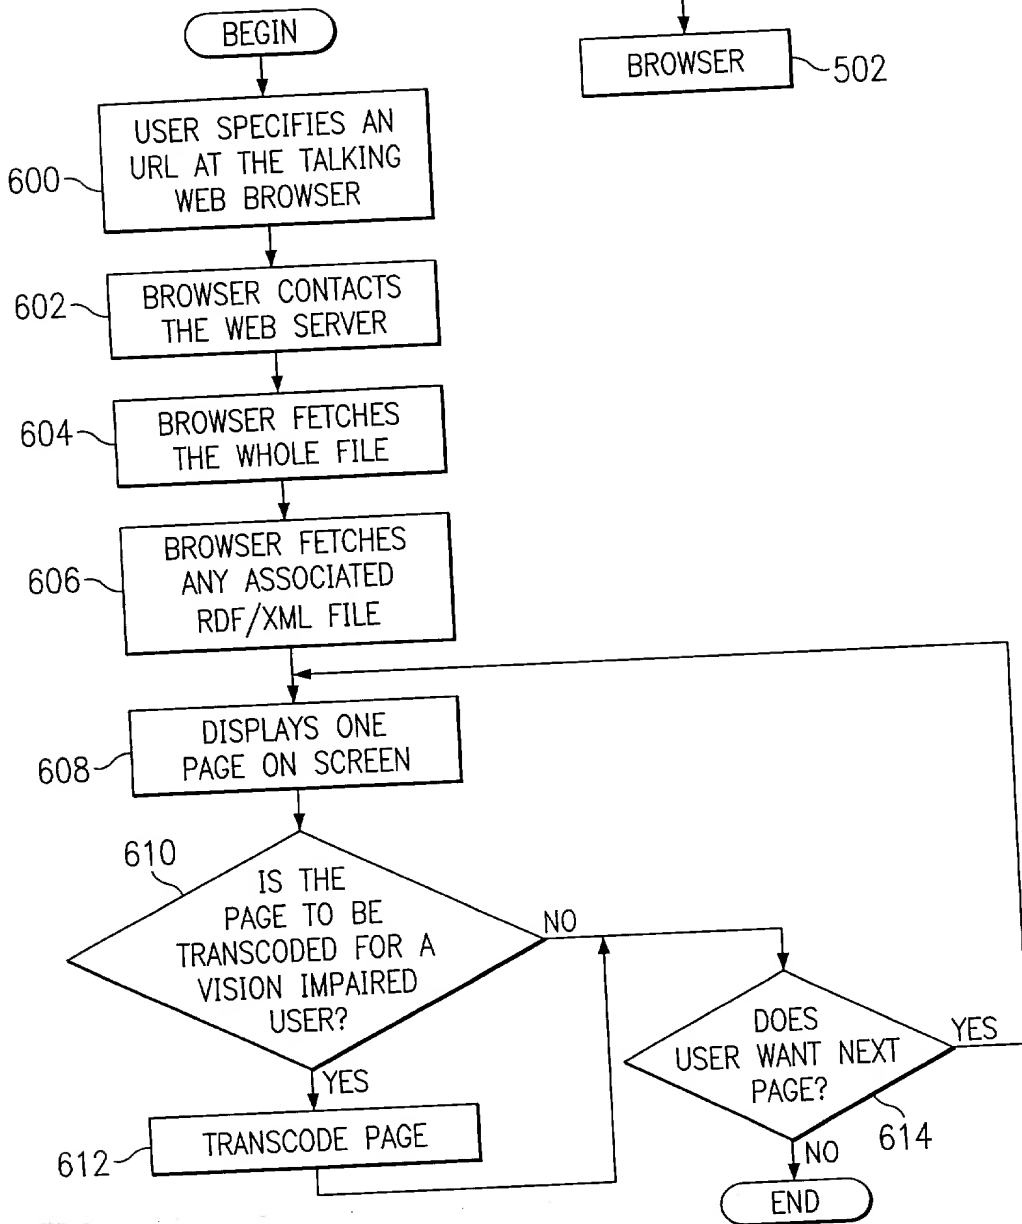 BEGIN
BROWSER
502
USER SPECIFIES AN
URL AT THE TALKING
WEB BROWSER
600
BROWSER CONTACTS
THE WEB SERVER
602
BROWSER FETCHES
THE WHOLE FILE
604
BROWSER FETCHES
ANY ASSOCIATED
RDF/XML FILE
606
DISPLAYS ONE
PAGE ON SCREEN
608
610
IS THE
PAGE TO BE
TRANSCODED FOR A
VISION IMPAIRED
USER?
NO
YES
TRANSCODE PAGE
612
DOES
USER WANT NEXT
PAGE?
YES
614
NO
END